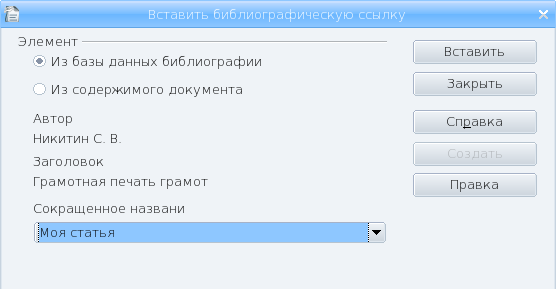 Вставить библиографическую ссылку
Элемент
Из базы данных библиографии
Из содержимого документа
Автор
Никитин С. В.
Заголовок
Грамотная печать грамот
Сокращенное названи
Моя статья
Вставить
Закрыть
Справка
Создать
Правка